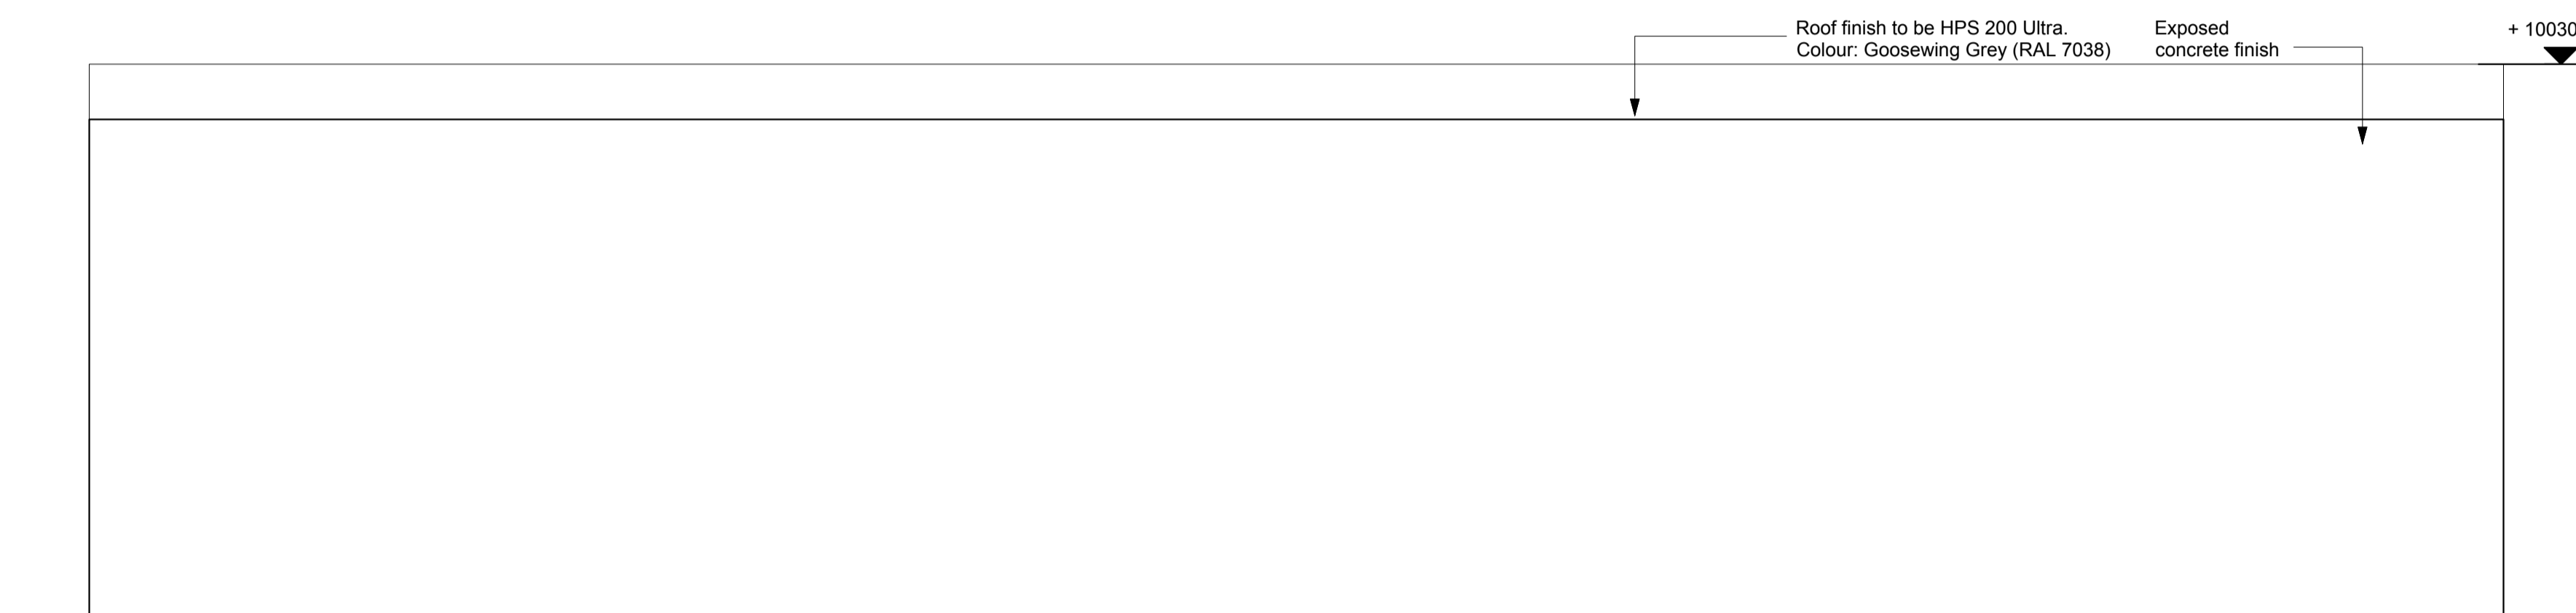 Roof finish to be HPS 200 Ultra.
Colour: Goosewing Grey (RAL 7038)
Exposed
concrete finish
+ 10030